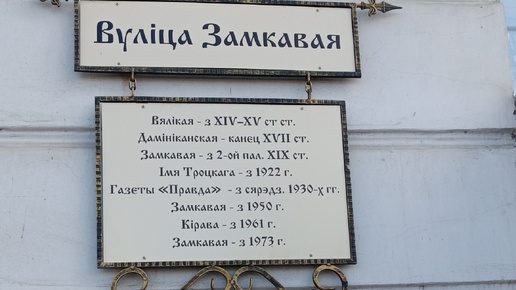 Вуліца Замкавая
Вялікая - з XIV–XV ст ст.
Дамініканская - канец XVII ст.
Замкавая - з 2-ой пал. XIX ст.
Імя Троцкага - з 1922 г.
Газеты «Правда» - з сярэдз. 1930-х гг.
Замкавая - з 1950 г.
Кірава - з 1961 г.
Замкавая - з 1973 г.